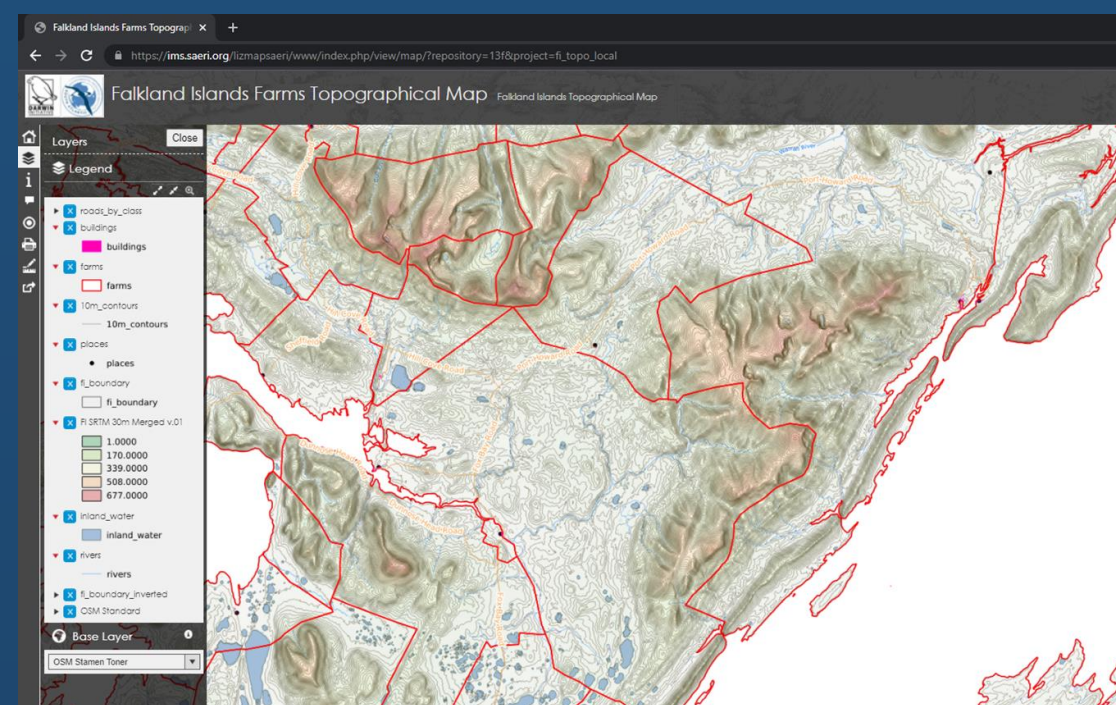 Falkland Islands Farms Topograp
https://ims.saeri.org/lizmapsaeri/www/index.php/view/map/?repository=13f&project=fi_topo_local
DARWIN
Falkland Islands Farms Topographical Map Falkland Islands Topographical Map
Layers
Close
Legend
roads_by_class
buildings
buildings
farms
farms
10m_contours
10m_contours
places
places
fi_boundary
fi_boundary
FI SRTM 30m Merged v.01
1.0000
170.0000
339.0000
508.0000
677.0000
inland_water
inland_water
rivers
rivers
fi_boundary_inverted
OSM Standard
Base Layer
OSM Stamen Toner